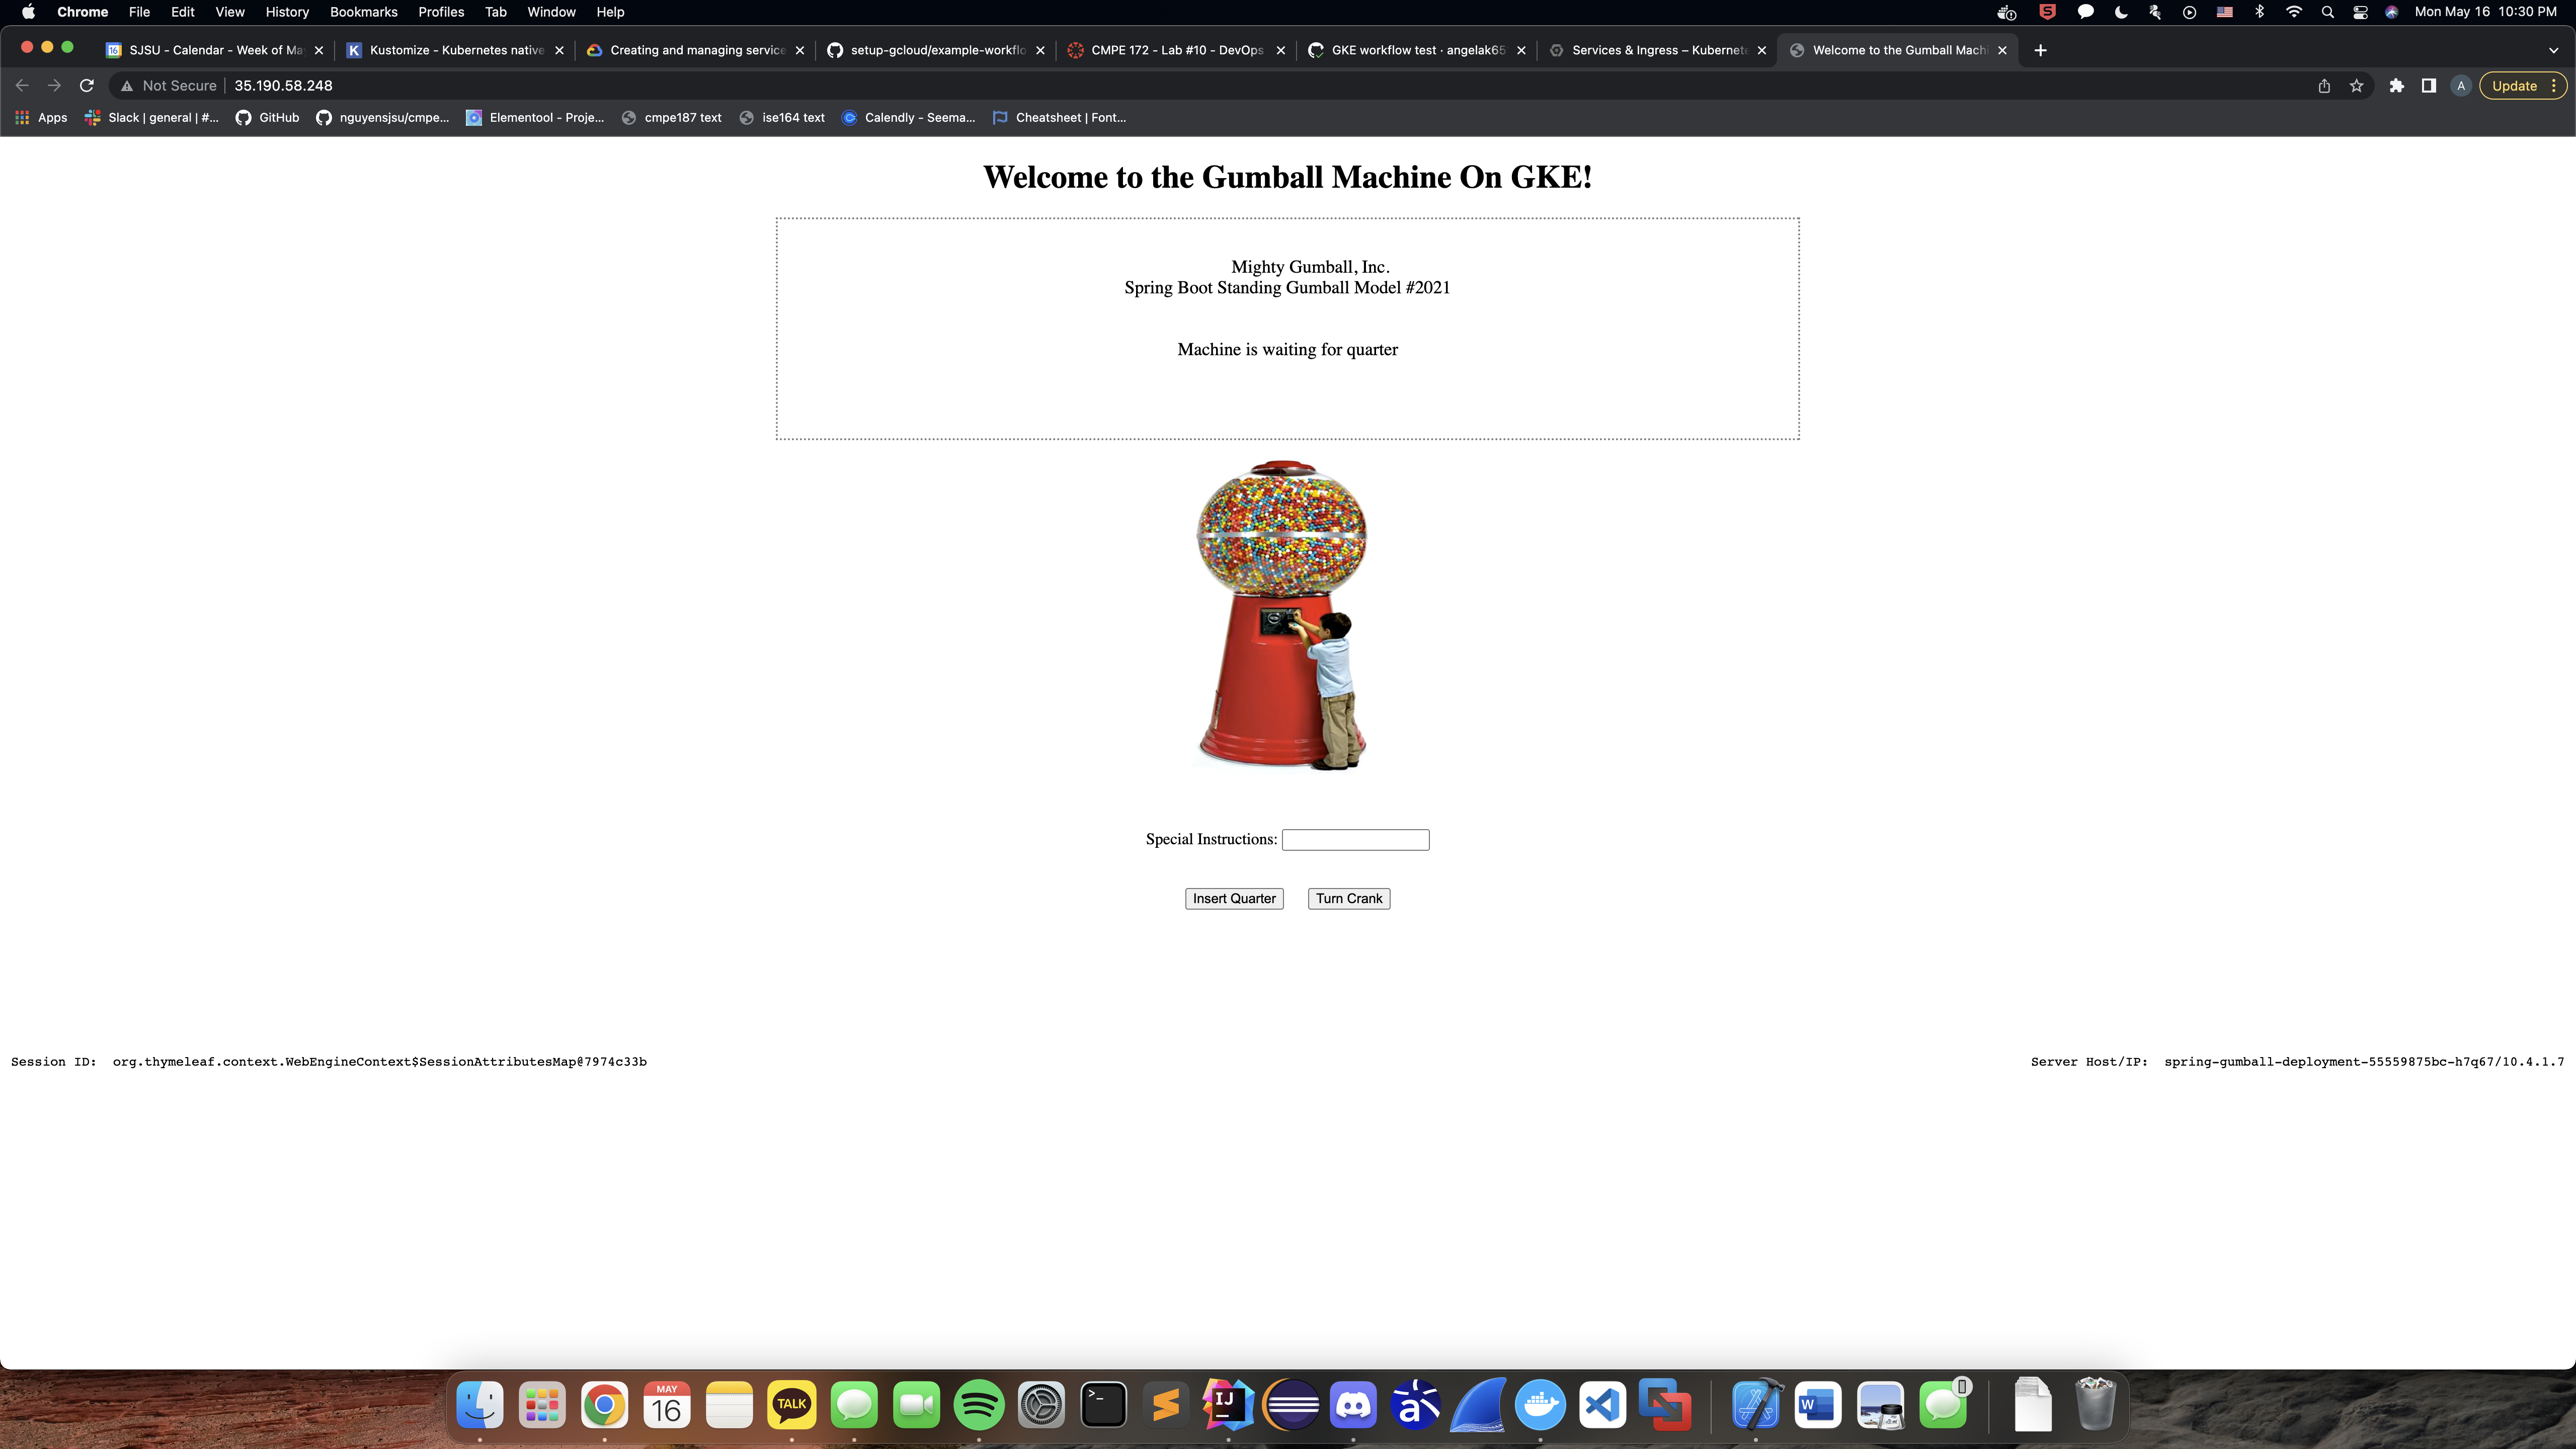 Chrome File Edit View History Bookmarks Profiles Tab Window Help
Mon May 16 10:30 PM
SJSU - Calendar - Week of Ma
Kustomize - Kubernetes native
Creating and managing service
setup-gcloud/example-workflo
CMPE 172 - Lab #10 - DevOps
GKE workflow test · angelak65
Services & Ingress – Kubernete
Welcome to the Gumball Machi
Not Secure 35.190.58.248
A
Update
Apps
Slack | general | #...
GitHub
nguyensjsu/cmpe...
Elementool - Proje...
cmpe187 text
ise164 text
Calendly - Seema...
Cheatsheet | Font...
Welcome to the Gumball Machine On GKE!
Mighty Gumball, Inc.
Spring Boot Standing Gumball Model #2021
Machine is waiting for quarter
Special Instructions:
Insert Quarter Turn Crank
Session ID: org.thymeleaf.context.WebEngineContext$SessionAttributesMap@7974c33b
Server Host/IP: spring-gumball-deployment-55559875bc-h7q67/10.4.1.7
MAY
16
TALK
IJ
W